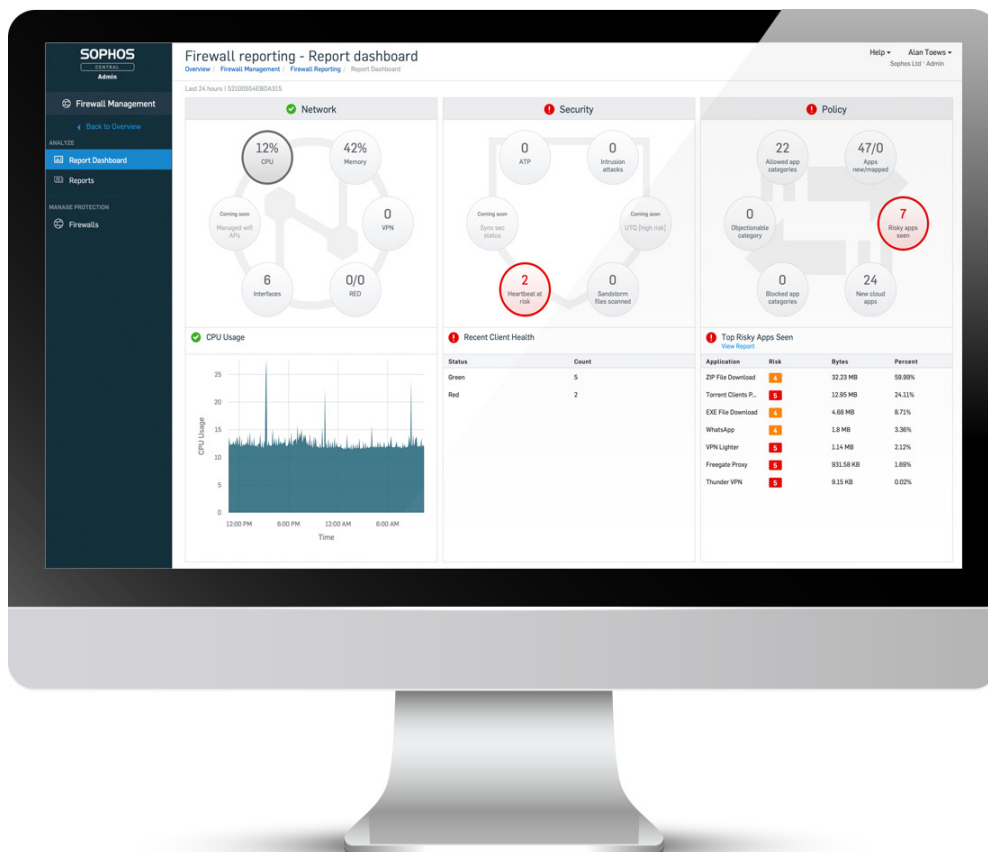 SOPHOS
CENTRAL
Admin
Firewall Management
Back to Overview
ANALYZE
Report Dashboard
Reports
MANAGE PROTECTION
Firewalls
Firewall reporting - Report dashboard
Overview / Firewall Management / Firewall Reporting / Report Dashboard
Help
Alan Toews
Sophos Ltd · Admin
Last 24 hours |
Network
12%
CPU
42%
Memory
Coming soon
Managed wifi
APs
0
VPN
6
Interfaces
0/0
RED
Security
0
ATP
0
Intrusion
attacks
Coming soon
Sync sec
status
Coming soon
UTQ [high risk]
2
Heartbeat at
risk
0
Sandstorm
files scanned
Policy
22
Allowed app
categories
47/0
Apps
new/mapped
0
Objectionable
category
7
Risky apps
seen
0
Blocked app
categories
24
New cloud
apps
CPU Usage
25
20
15
10
5
0
CPU Usage
12:00 PM 6:00 PM 12:00 AM 6:00 AM
Time
Recent Client Health
Status Count
Green 5
Red 2
Top Risky Apps Seen
View Report
Application Risk Bytes Percent
ZIP File Download 4 32.23 MB 59.99%
Torrent Clients P... 5 12.95 MB 24.11%
EXE File Download 4 4.68 MB 8.71%
WhatsApp 4 1.8 MB 3.36%
VPN Lighter 5 1.14 MB 2.12%
Freegate Proxy 5 931.58 KB 1.69%
Thunder VPN 5 9.15 KB 0.02%